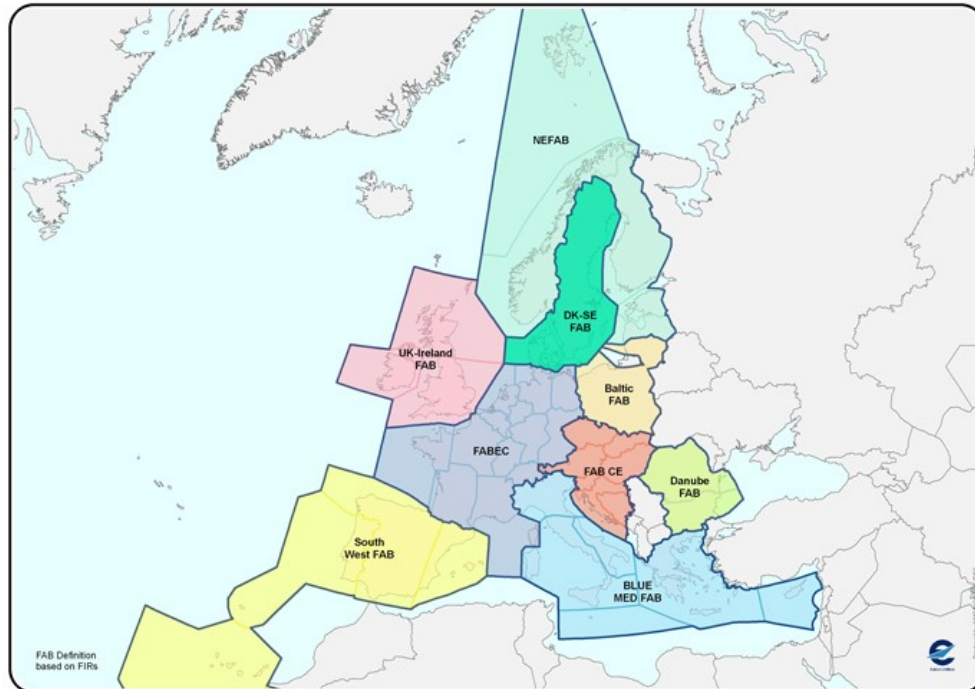 NEFAB
DK-SE
FAB
UK-Ireland
FAB
Baltic
FAB
FABEC
FAB CE
Danube
FAB
South
West FAB
BLUE
MED FAB
FAB Definition
based on FIRs